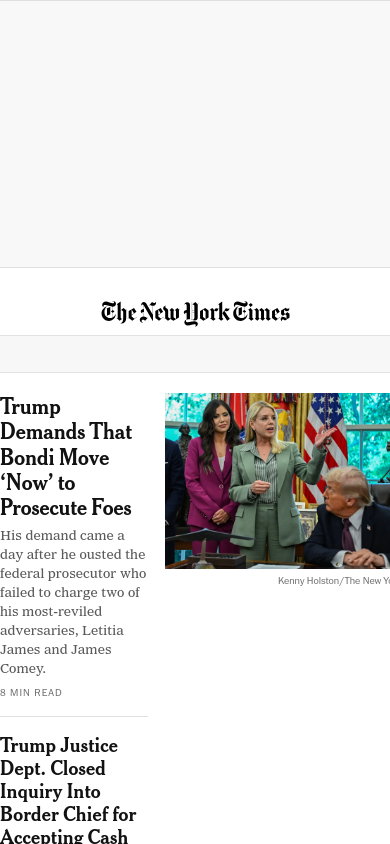 The New York Times
Trump
Demands That
Bondi Move
‘Now’ to
Prosecute Foes
His demand came a
day after he ousted the
federal prosecutor who
failed to charge two of
his most-reviled
adversaries, Letitia
James and James
Comey.
8 MIN READ
Kenny Holston/The New Yo
Trump Justice
Dept. Closed
Inquiry Into
Border Chief for
Accepting Cash